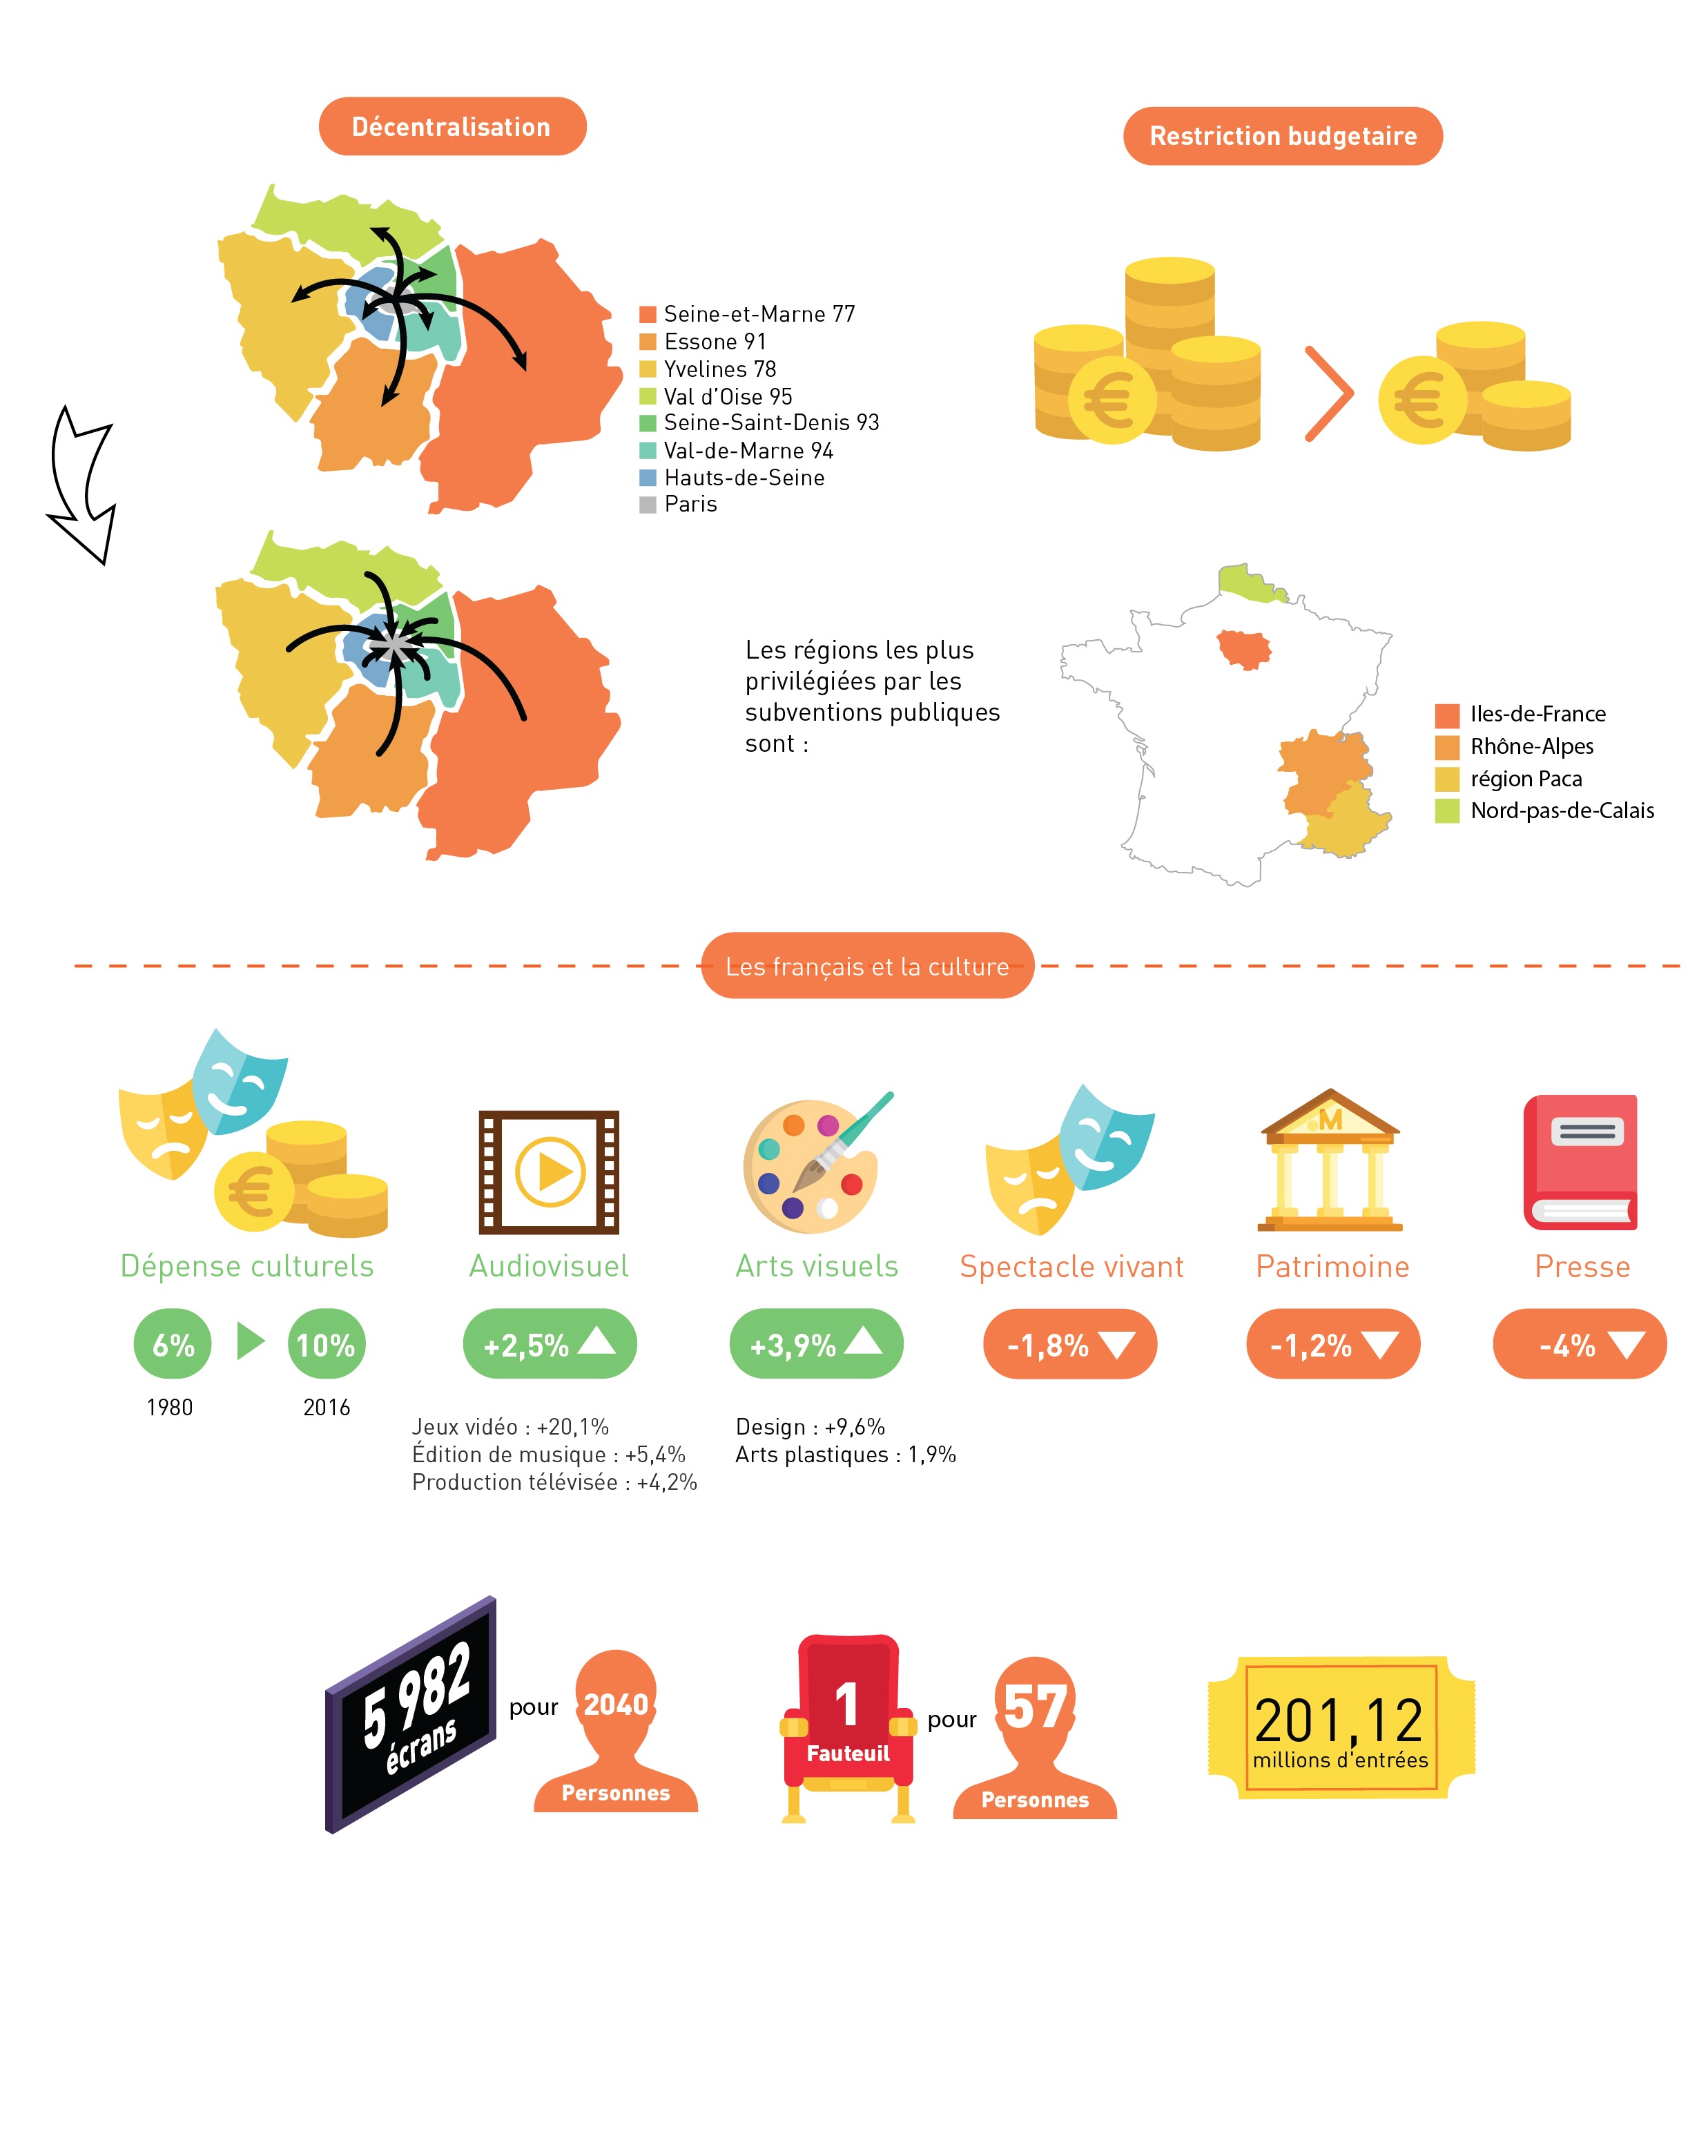 Décentralisation
Restriction budgetaire
Seine-et-Marne 77
Essone 91
Yvelines 78
Val d'Oise 95
Seine-Saint-Denis 93
Val-de-Marne 94
Hauts-de-Seine
Paris
Les régions les plus
privilégiées par les
subventions publiques
sont :
Iles-de-France
Rhône-Alpes
région Paca
Nord-pas-de-Calais
Les français et la culture
M
Dépense culturels
6%
10%
1980
2016
Audiovisuel
+2,5%
Jeux vidéo : +20,1%
Édition de musique : +5,4%
Production télévisée : +4,2%
Arts visuels
+3,9%
Design : +9,6%
Arts plastiques : 1,9%
Spectacle vivant
-1,8%
Patrimoine
-1,2%
Presse
-4%
5 982
écrans
pour
2040
Personnes
1
Fauteuil
pour
57
Personnes
201,12
millions d'entrées